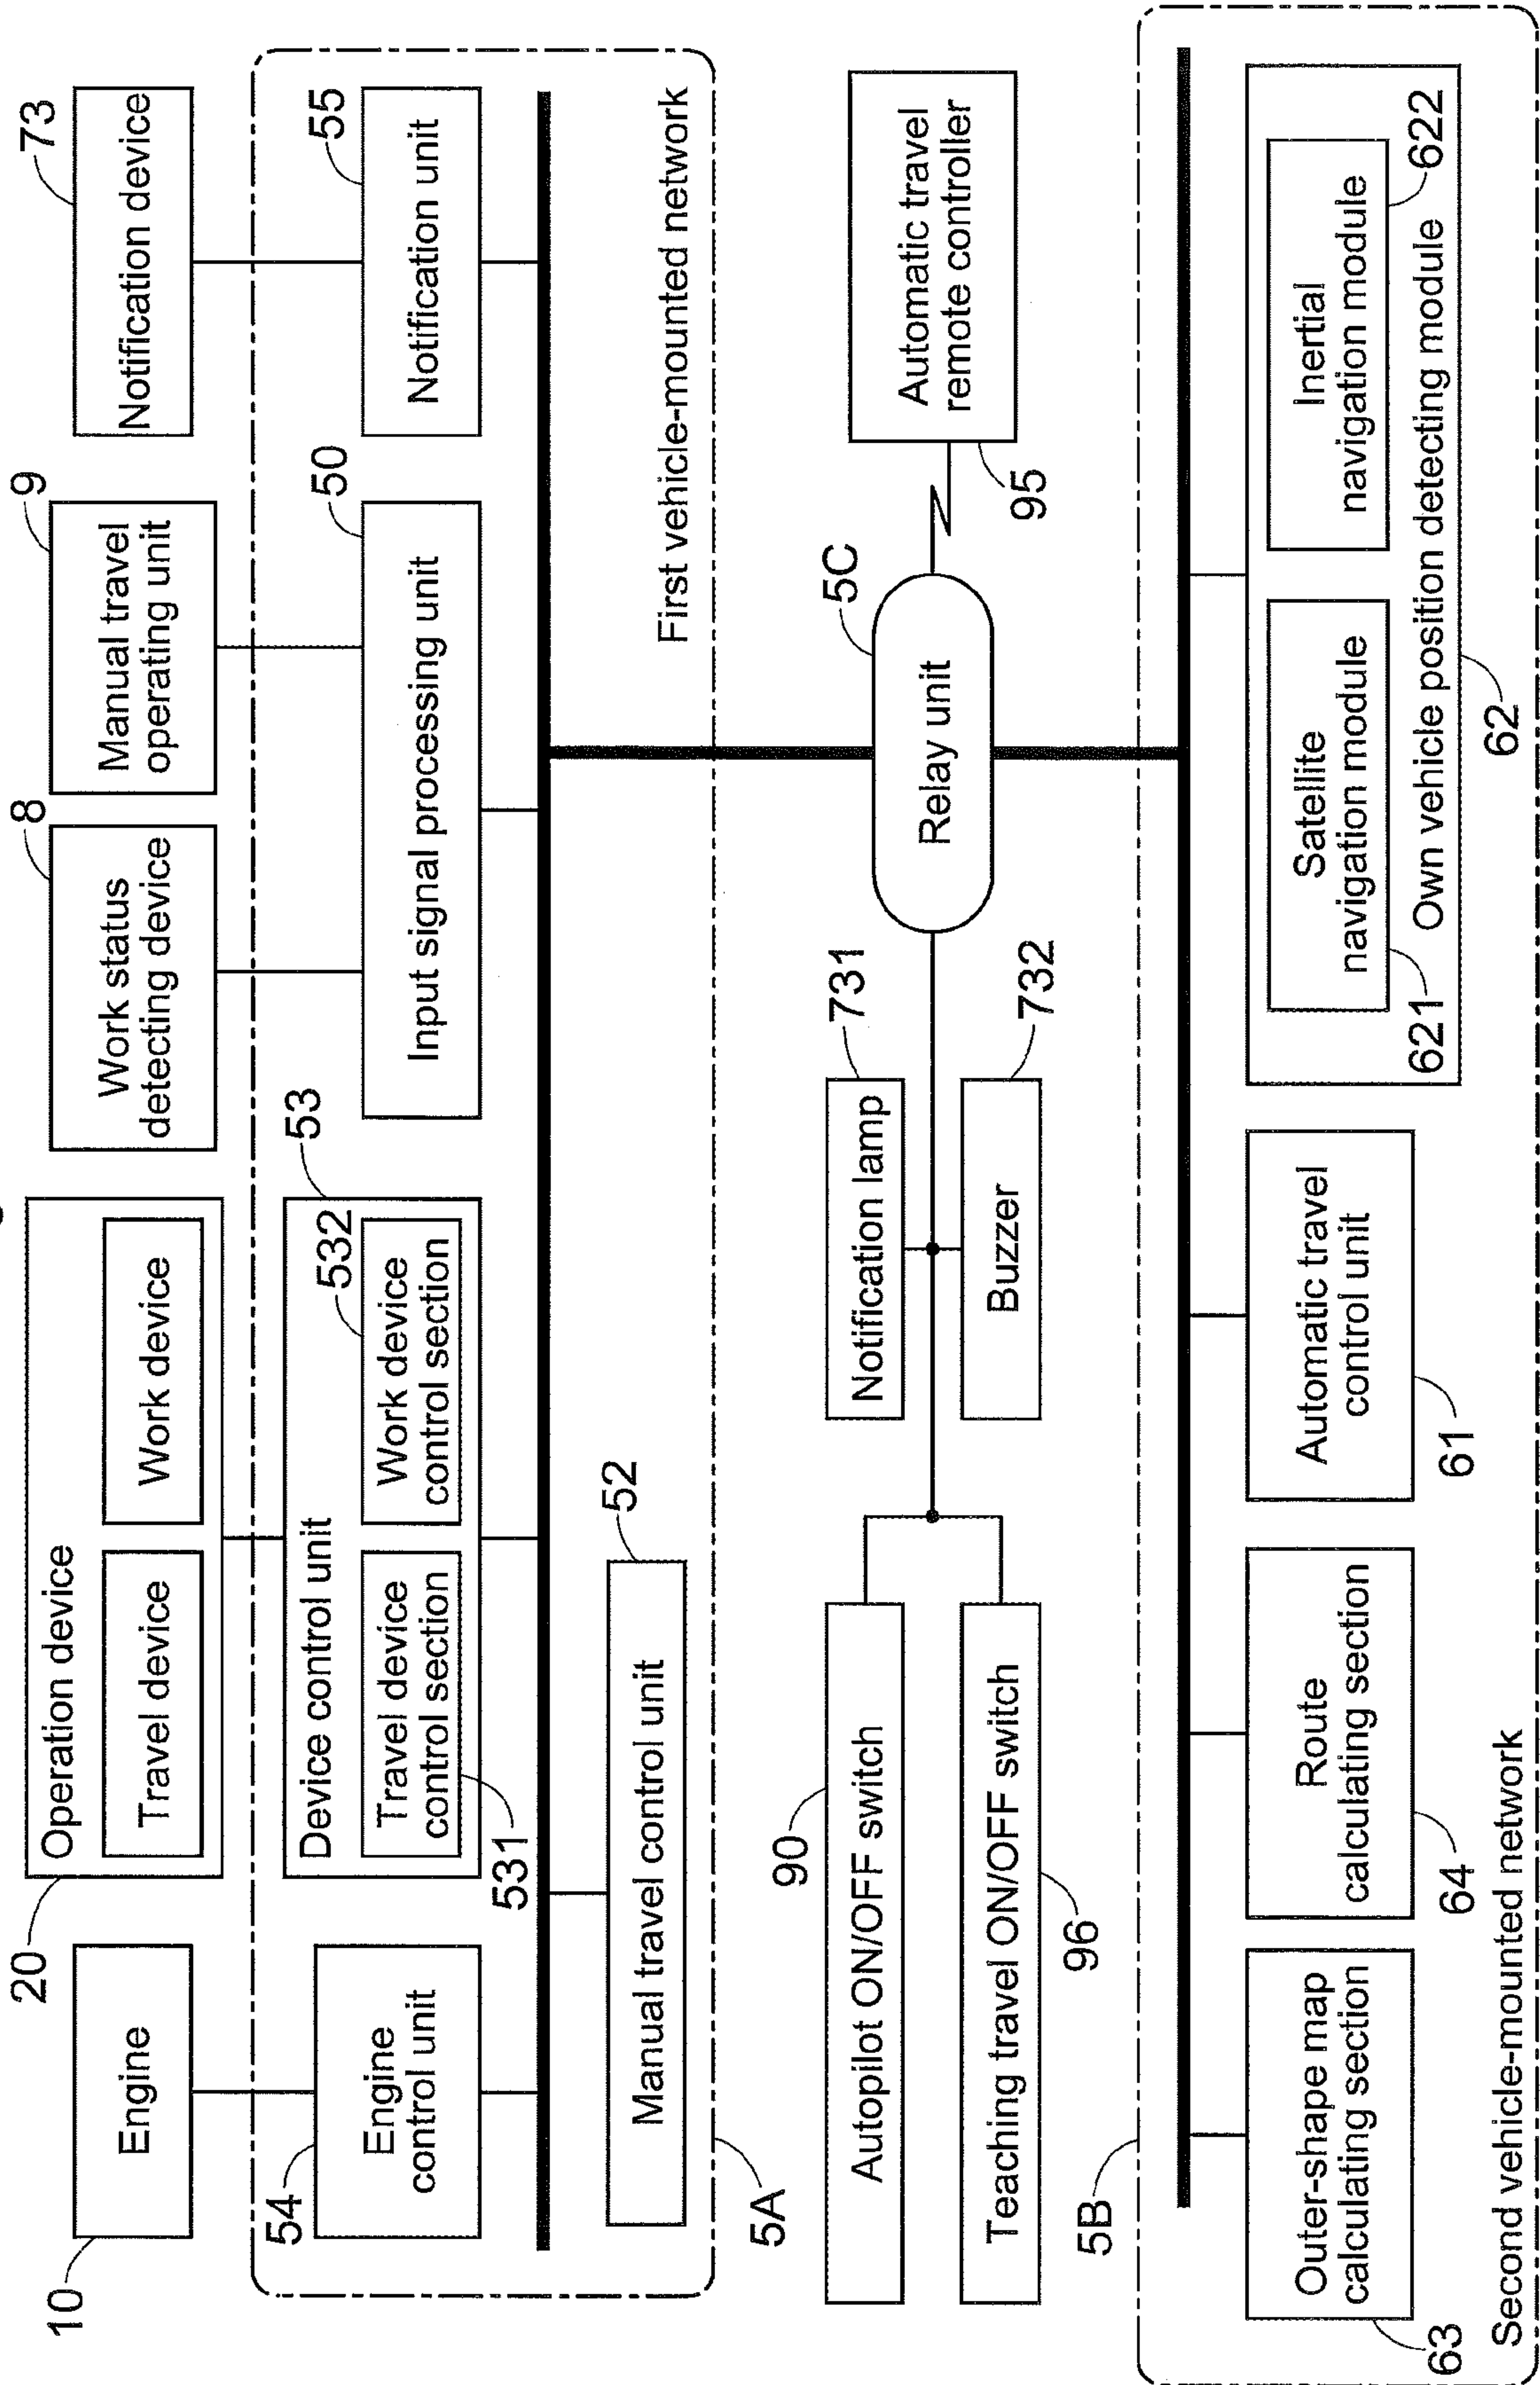 10
Engine
20
Operation device
Travel device
Work device
8
Work status
detecting device
9
Manual travel
operating unit
73
Notification device
54
Engine
control unit
53
Device control unit
531
Travel device
control section
532
Work device
control section
50
Input signal processing unit
55
Notification unit
52
Manual travel control unit
First vehicle-mounted network
5A
90
Autopilot ON/OFF switch
96
Teaching travel ON/OFF switch
731
Notification lamp
732
Buzzer
5C
Relay unit
95
Automatic travel
remote controller
5B
63
Outer-shape map
calculating section
64
Route
calculating section
61
Automatic travel
control unit
621
Satellite
navigation module
622
Inertial
navigation module
Own vehicle position detecting module
62
Second vehicle-mounted network